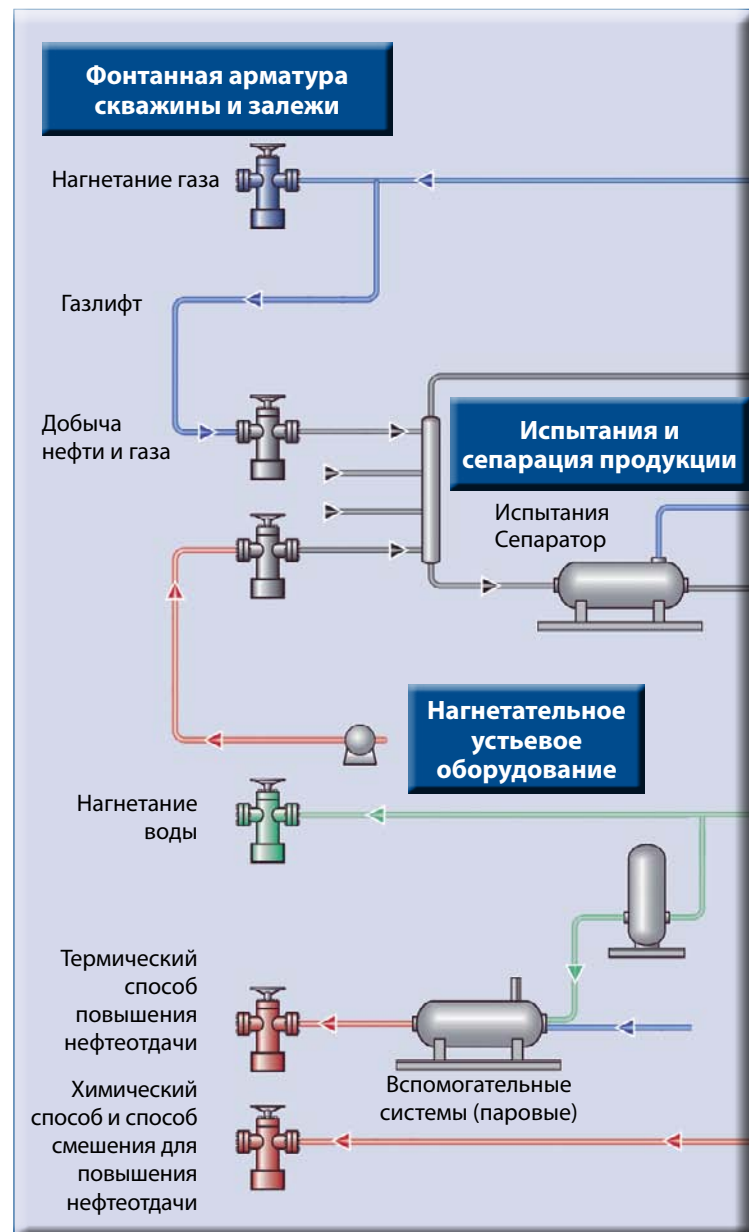 Фонтанная арматура
скважины и залежи
Нагнетание газа
Газлифт
Добыча
нефти и газа
Испытания и
сепарация продукции
Испытания
Сепаратор
Нагнетательное
устьевое
оборудование
Нагнетание
воды
Термический
способ
повышения
нефтеотдачи
Вспомогательные
системы (паровые)
Химический
способ и способ
смешения для
повышения
нефтеотдачи